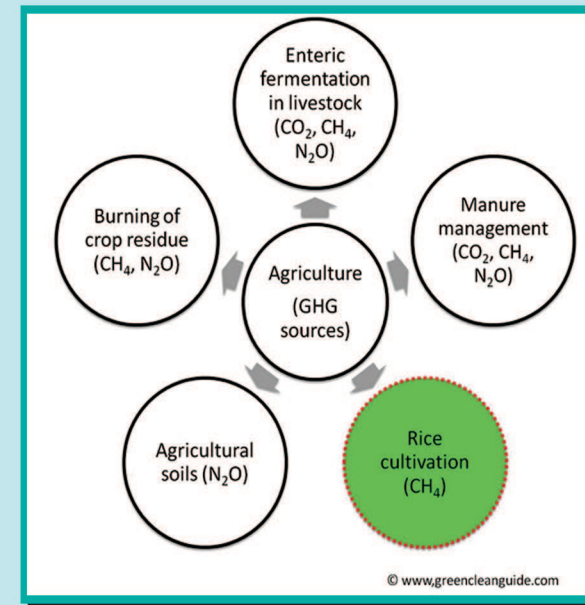 Enteric
fermentation
in livestock
(CO₂, CH₄,
N₂O)
Burning of
crop residue
(CH₄, N₂O)
Manure
management
(CO₂, CH₄,
N₂O)
Agriculture
(GHG
sources)
Agricultural
soils (N₂O)
Rice
cultivation
(CH₄)
© www.greencleanguide.com